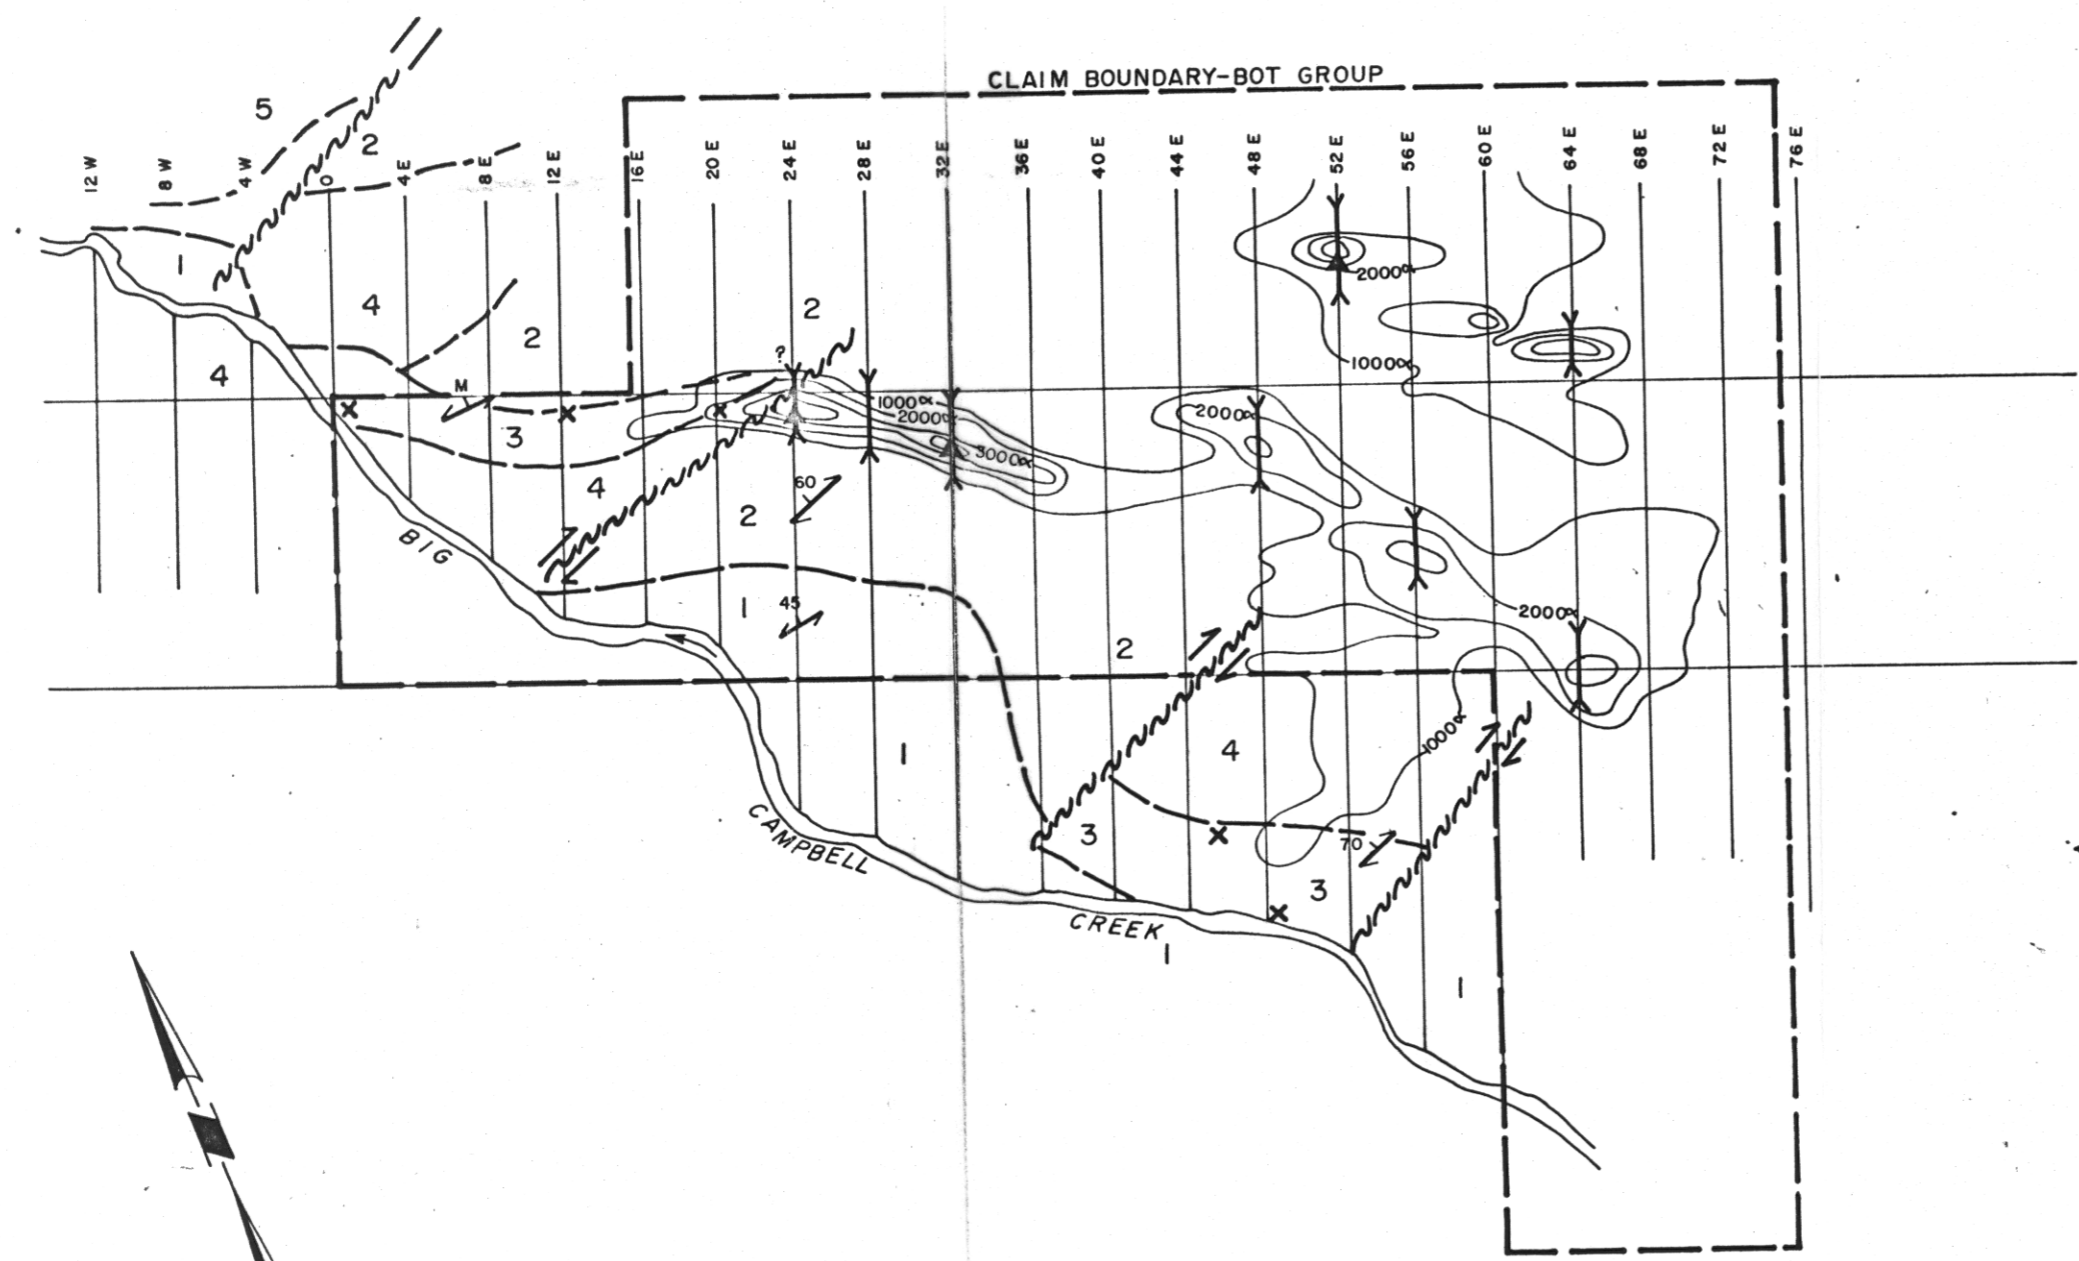 CLAIM BOUNDARY-BOT GROUP
12 W
8 W
4 W
0
4 E
8 E
12 E
16 E
20 E
24 E
28 E
32 E
36 E
40 E
44 E
48 E
52 E
56 E
60 E
64 E
68 E
72 E
76 E
5
2
1
4
2
2
4
?
M
3
4
2
60
1
45
2
1
4
3
70
3
1
1
2000α
1000α
1000α
2000α
3000α
2000α
2000α
1000α
BIG
CAMPBELL
CREEK